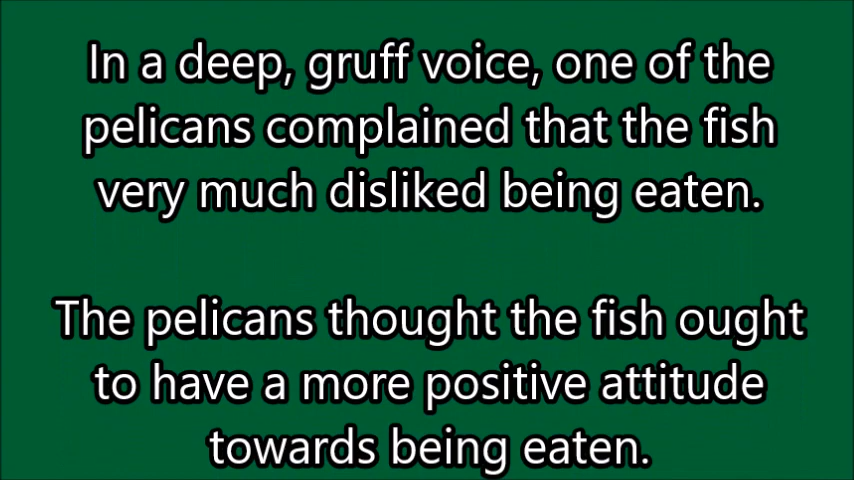 In a deep, gruff voice, one of the
pelicans complained that the fish
very much disliked being eaten.
The pelicans thought the fish ought
to have a more positive attitude
towards being eaten.